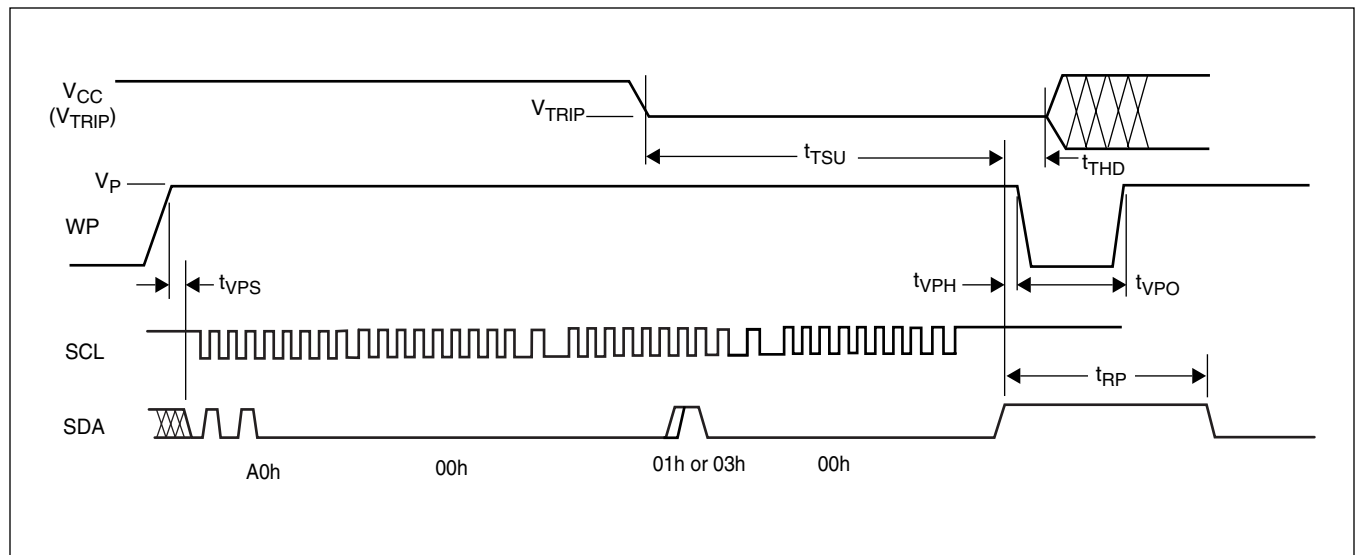 VCC
(VTRIP)
VTRIP
tTSU
tTHD
VP
WP
tVPS
tVPH
tVPO
SCL
tRP
SDA
A0h
00h
01h or 03h
00h